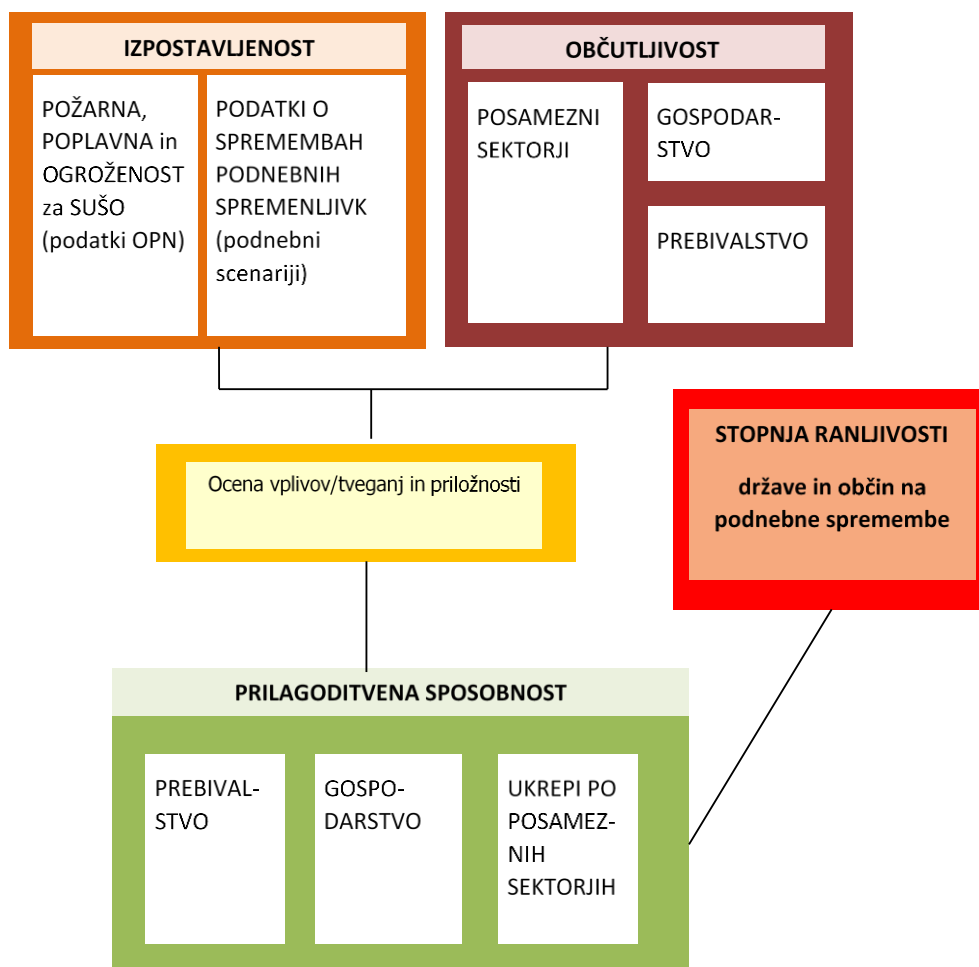 IZPOSTAVLJENOST
POŽARNA,
POPLAVNA in
OGROŽENOST
za SUŠO
(podatki OPN)
PODATKI O
SPREMEMBAH
PODNEBNIH
SPREMENLJIVK
(podnebni
scenariji)
OBČUTLJIVOST
POSAMEZNI
SEKTORJI
GOSPODAR-
STVO
PREBIVALSTVO
Ocena vplivov/tveganj in priložnosti
STOPNJA RANLJIVOSTI
države in občin na
podnebne spremembe
PRILAGODITVENA SPOSOBNOST
PREBIVAL-
STVO
GOSPO-
DARSTVO
UKREPI PO
POSAMEZ-
NIH
SEKTORJIH